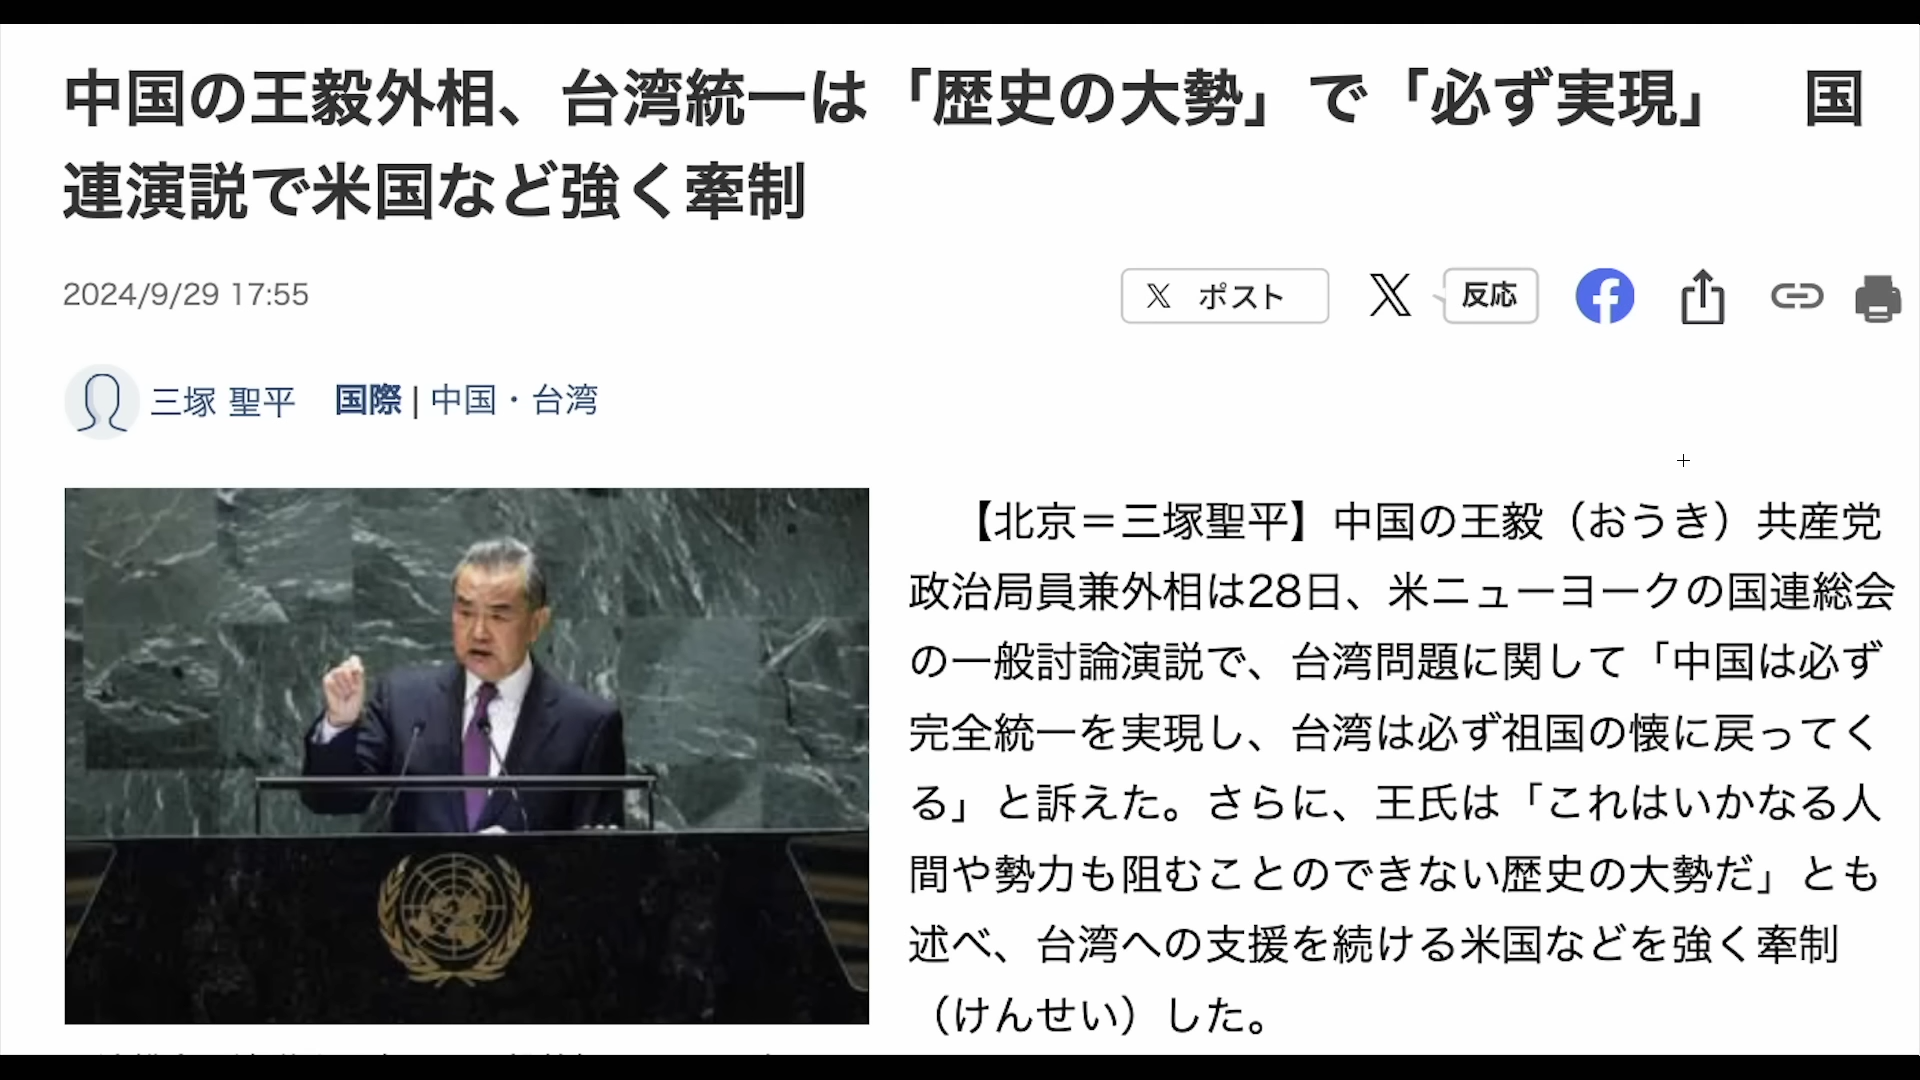 中国の王毅外相、台湾統一は「歴史の大勢」で「必ず実現」　国
連演説で米国など強く牽制
2024/9/29 17:55
ポスト
反応
三塚 聖平　国際 | 中国・台湾
【北京＝三塚聖平】中国の王毅（おうき）共産党
政治局員兼外相は28日、米ニューヨークの国連総会
の一般討論演説で、台湾問題に関して「中国は必ず
完全統一を実現し、台湾は必ず祖国の懐に戻ってく
る」と訴えた。さらに、王氏は「これはいかなる人
間や勢力も阻むことのできない歴史の大勢だ」とも
述べ、台湾への支援を続ける米国などを強く牽制
（けんせい）した。